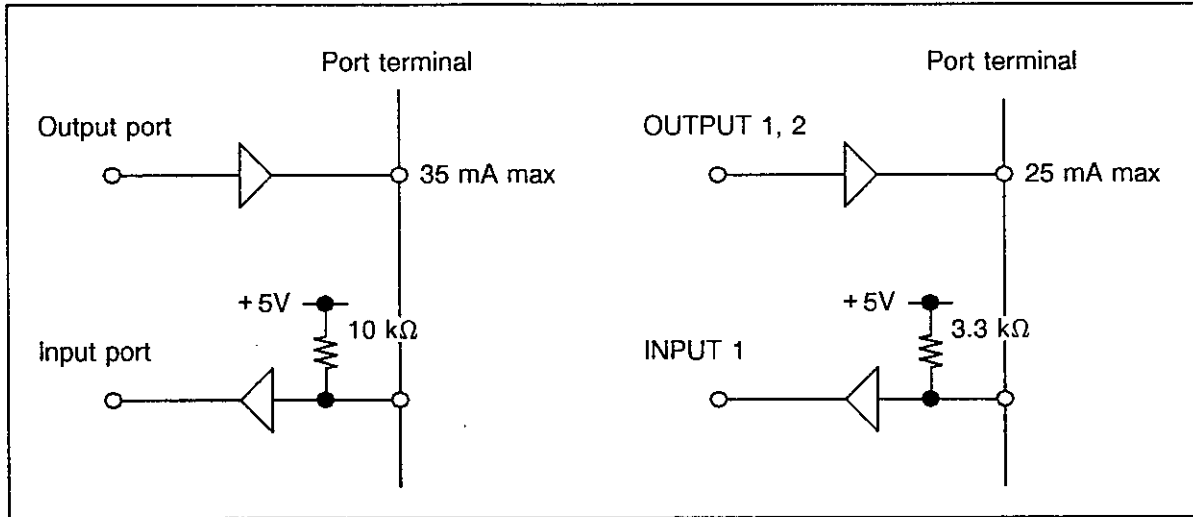 Port terminal
Output port
35 mA max
+5V
10 kΩ
Input port
Port terminal
OUTPUT 1, 2
25 mA max
+5V
3.3 kΩ
INPUT 1